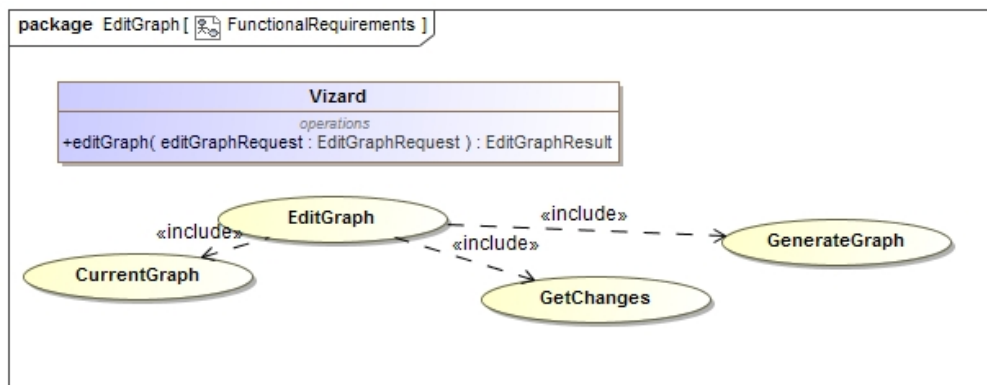 package EditGraph [ FunctionalRequirements ]
Vizard
operations
+editGraph( editGraphRequest : EditGraphRequest ) : EditGraphResult
EditGraph
«include»
«include»
«include»
GenerateGraph
CurrentGraph
GetChanges